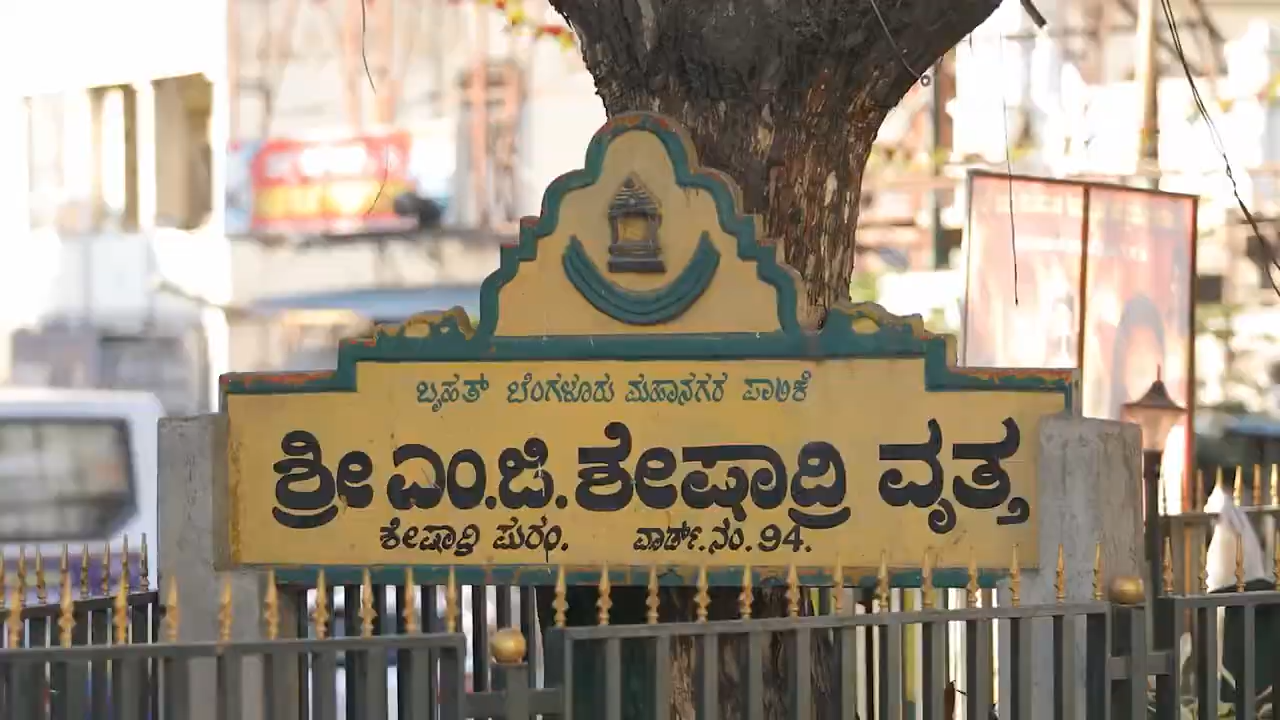 ಬೃಹತ್ ಬೆಂಗಳೂರು ಮಹಾನಗರ ಪಾಲಿಕೆ
ಶ್ರೀ ಎಂ.ಜಿ.ಶೇಷಾದ್ರಿ ವೃತ್ತ
ಶೇಷಾದ್ರಿ ಪುರಂ. ವಾರ್ಡ್.ನಂ.94.